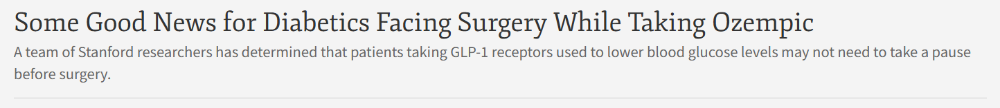 Some Good News for Diabetics Facing Surgery While Taking Ozempic
A team of Stanford researchers has determined that patients taking GLP-1 receptors used to lower blood glucose levels may not need to take a pause
before surgery.